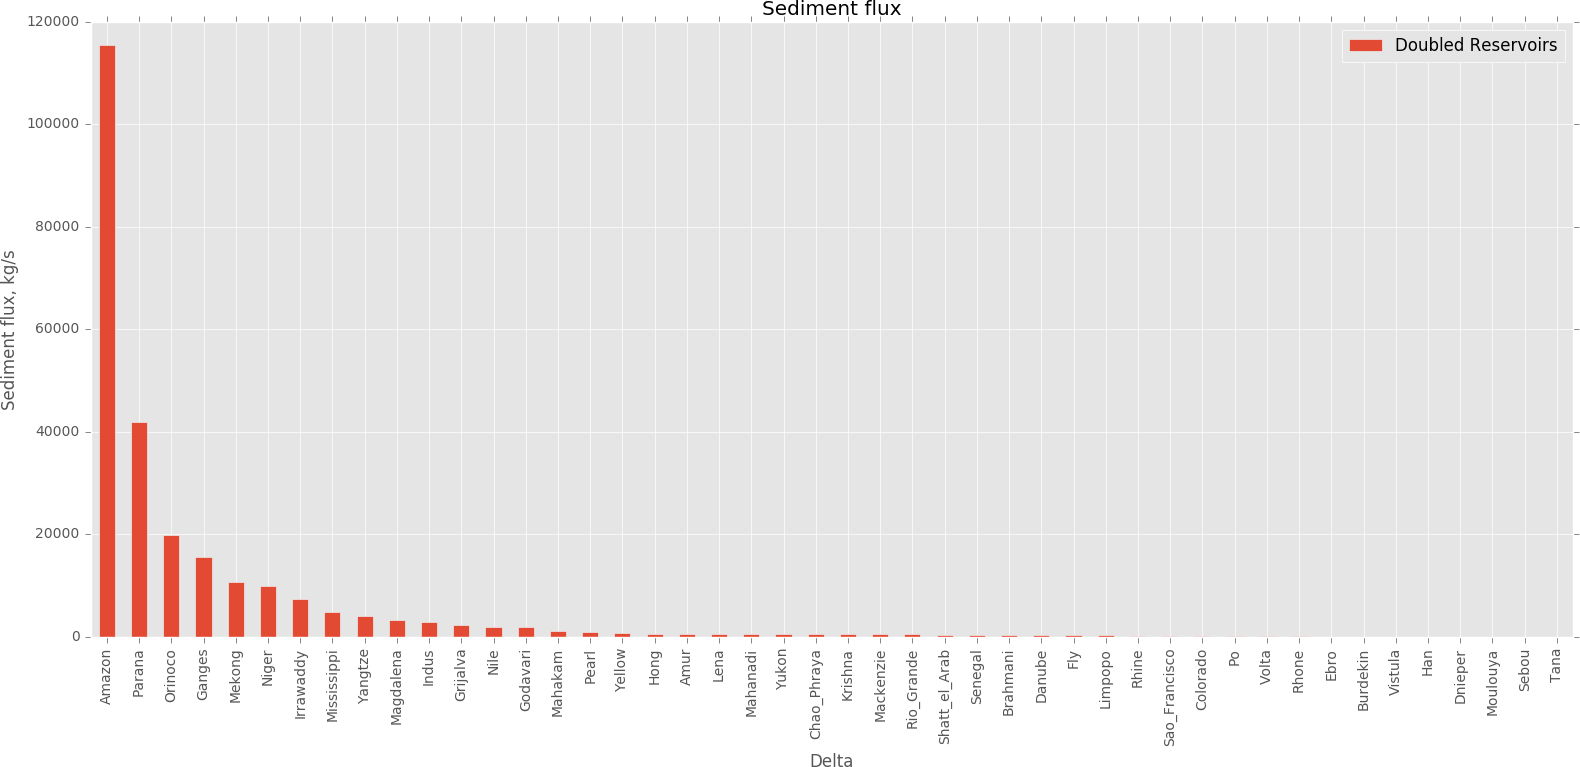 Sediment flux
Doubled Reservoirs
120000
100000
80000
60000
40000
20000
0
Sediment flux, kg/s
Amazon
Parana
Orinoco
Ganges
Mekong
Niger
Irrawaddy
Mississippi
Yangtze
Magdalena
Indus
Grijalva
Nile
Godavari
Mahakam
Pearl
Yellow
Hong
Amur
Lena
Mahanadi
Yukon
Chao_Phraya
Krishna
Mackenzie
Rio_Grande
Shatt_el_Arab
Senegal
Brahmani
Danube
Fly
Limpopo
Rhine
Sao_Francisco
Colorado
Po
Volta
Rhone
Ebro
Burdekin
Vistula
Han
Dnieper
Moulouya
Sebou
Tana
Delta